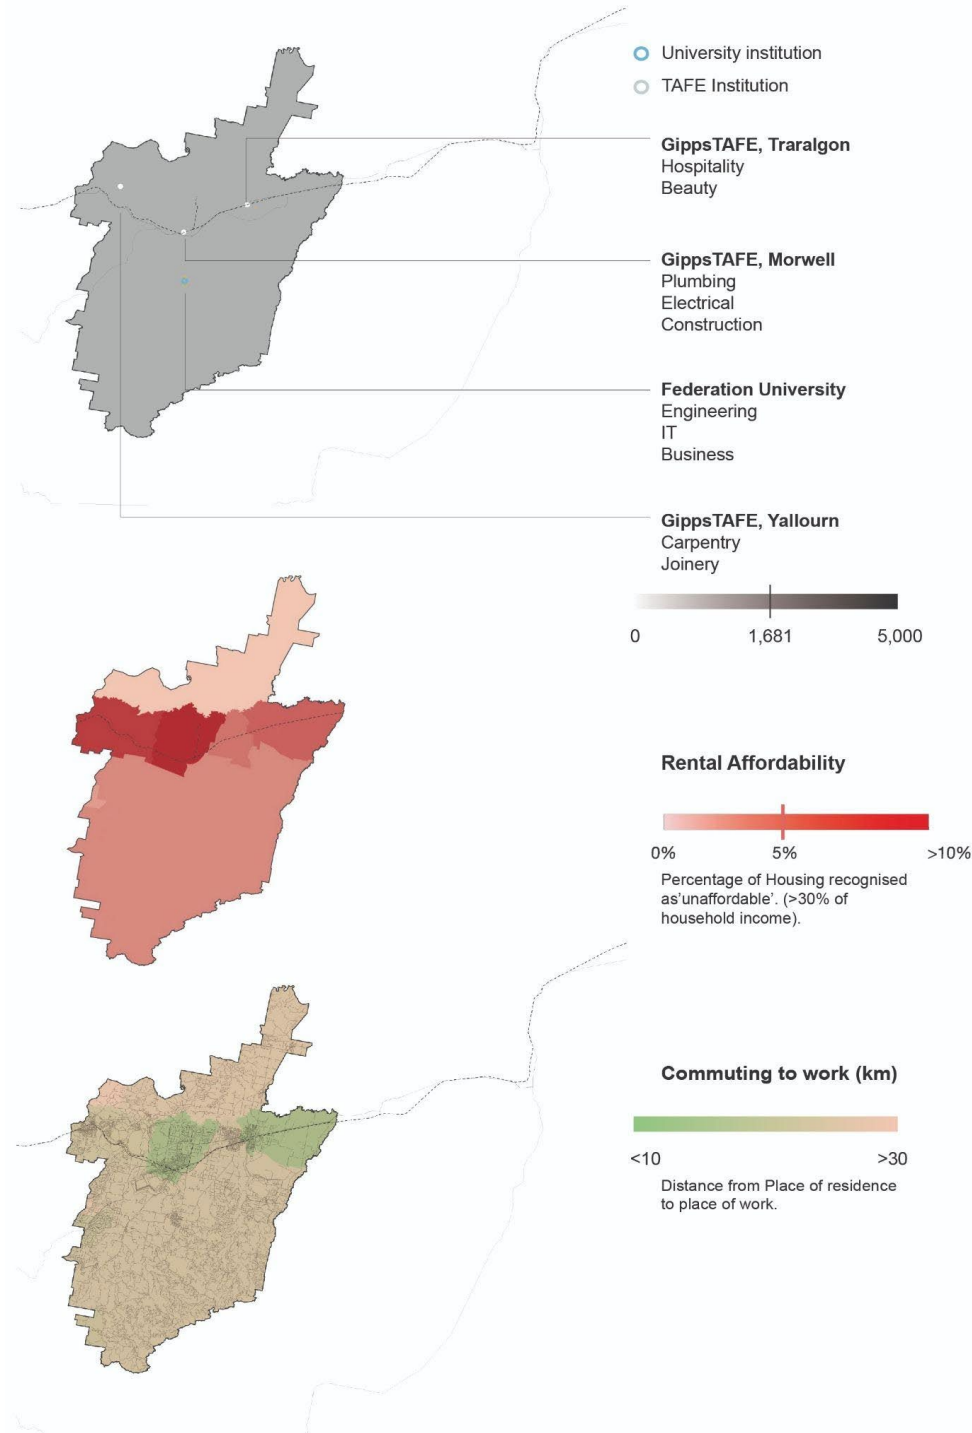 University institution
TAFE Institution
GippsTAFE, Traralgon
Hospitality
Beauty
GippsTAFE, Morwell
Plumbing
Electrical
Construction
Federation University
Engineering
IT
Business
GippsTAFE, Yallourn
Carpentry
Joinery
0 1,681 5,000
Rental Affordability
0% 5% >10%
Percentage of Housing recognised
as'unaffordable'. (>30% of
household income).
Commuting to work (km)
<10 >30
Distance from Place of residence
to place of work.